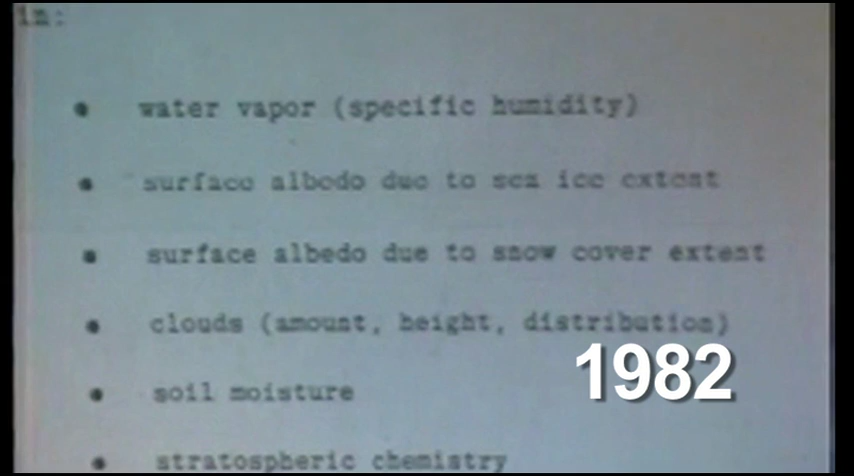 in:
• water vapor (specific humidity)
• surface albedo due to sea ice extent
• surface albedo due to snow cover extent
• clouds (amount, height, distribution)
• soil moisture
1982
• stratospheric chemistry